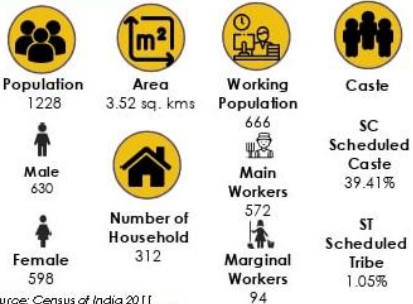 m²
Population
1228
Male
630
Female
598
Area
3.52 sq. kms
Number of
Household
312
Working
Population
666
Main
Workers
572
Marginal
Workers
94
Caste
SC
Scheduled
Caste
39.41%
ST
Scheduled
Tribe
1.05%
urce: Census of India 2011